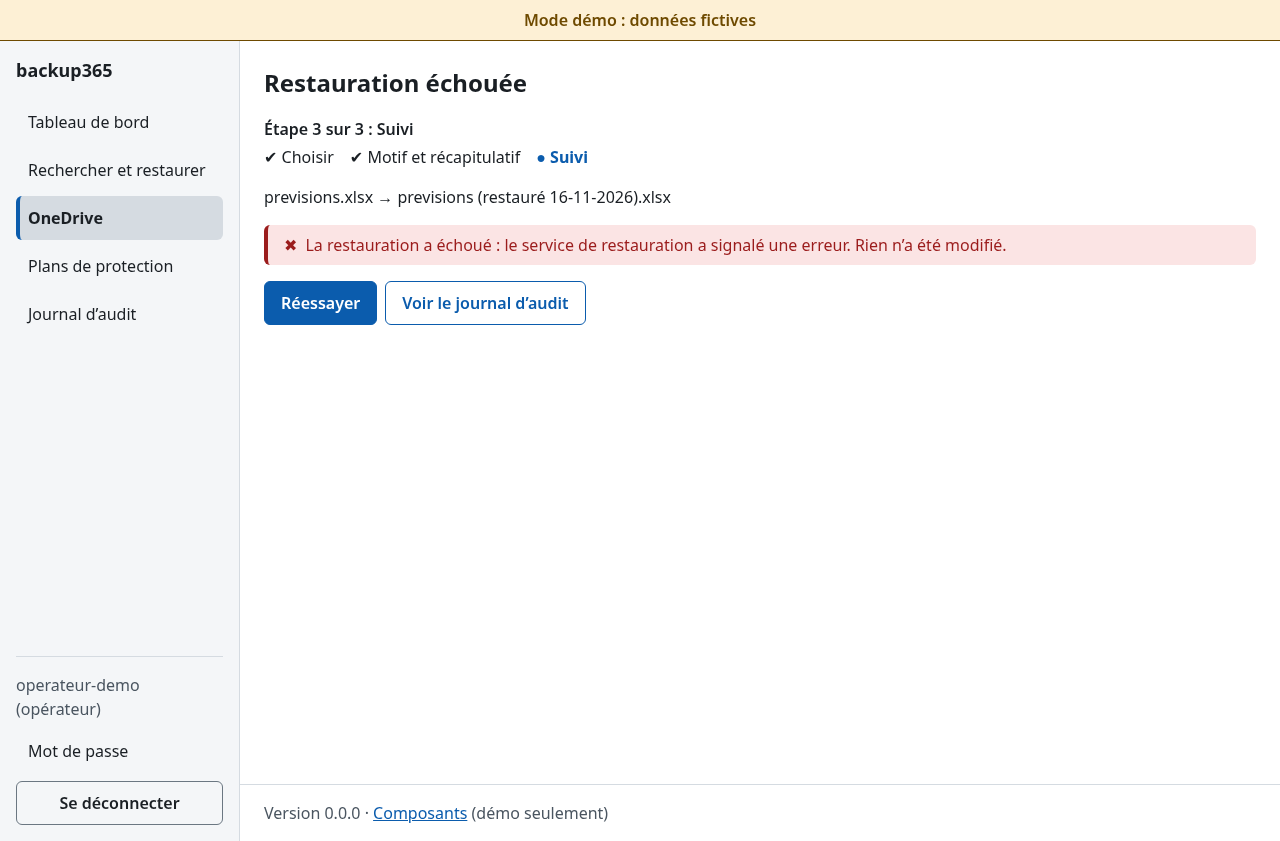 Mode démo : données fictives
backup365
Tableau de bord
Rechercher et restaurer
OneDrive
Plans de protection
Journal d’audit
operateur-demo
(opérateur)
Mot de passe
Se déconnecter
Restauration échouée
Étape 3 sur 3 : Suivi
✔ Choisir ✔ Motif et récapitulatif ● Suivi
previsions.xlsx → previsions (restauré 16-11-2026).xlsx
✖ La restauration a échoué : le service de restauration a signalé une erreur. Rien n’a été modifié.
Réessayer Voir le journal d’audit
Version 0.0.0 · Composants (démo seulement)